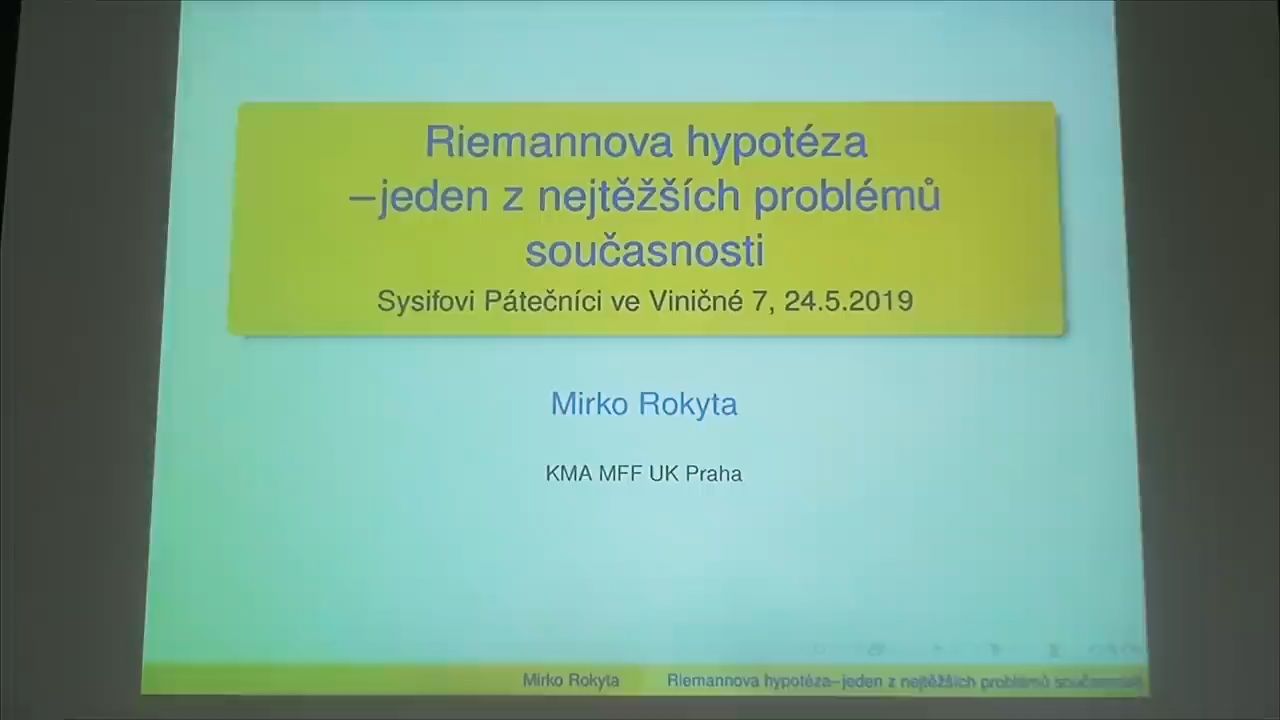 Riemannova hypotéza
–jeden z nejtěžších problémů
současnosti
Sysifovi Pátečníci ve Viničné 7, 24.5.2019
Mirko Rokyta
KMA MFF UK Praha
Mirko Rokyta Riemannova hypotéza–jeden z nejtěžších problémů současnosti